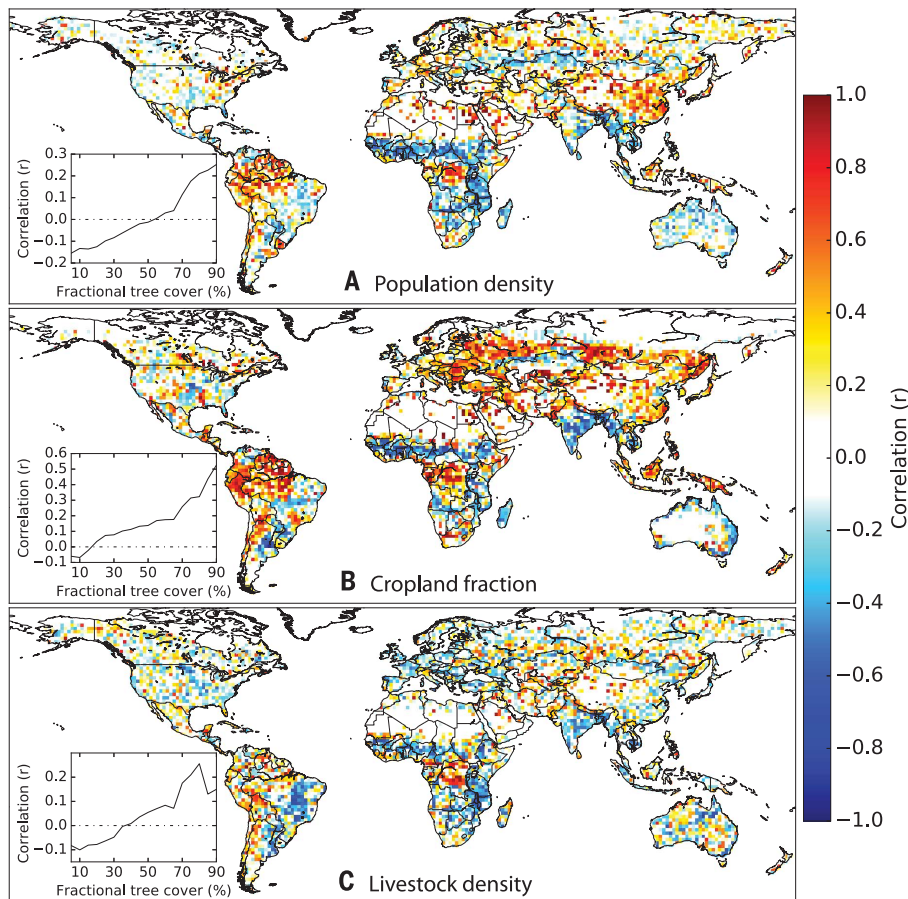 0.3
0.2
0.1
0.0
−0.1
−0.2
Correlation (r)
10 30 50 70 90
Fractional tree cover (%)
A Population density
0.6
0.5
0.4
0.3
0.2
0.1
0.0
−0.1
Correlation (r)
10 30 50 70 90
Fractional tree cover (%)
B Cropland fraction
0.2
0.1
0.0
−0.1
Correlation (r)
10 30 50 70 90
Fractional tree cover (%)
C Livestock density
1.0
0.8
0.6
0.4
0.2
0.0
−0.2
−0.4
−0.6
−0.8
−1.0
Correlation (r)